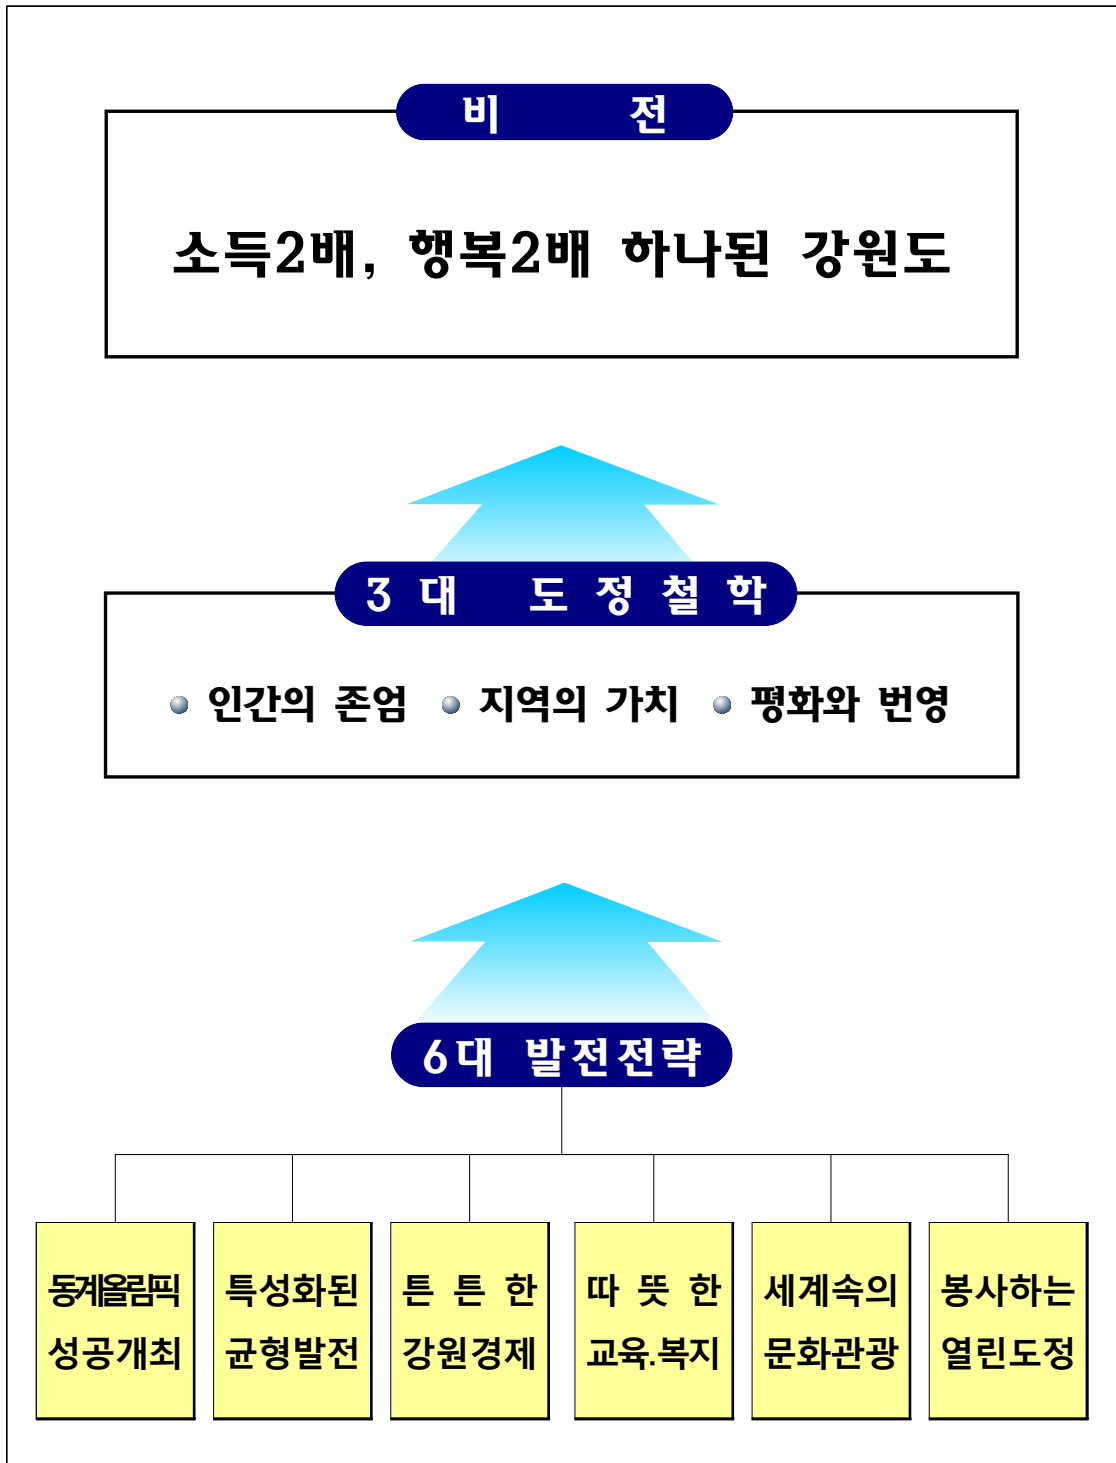 비 전
소득2배, 행복2배 하나된 강원도
3대 도정철학
인간의 존엄 지역의 가치 평화와 번영
6대 발전전략
동계올림픽
성공개최
특성화된
균형발전
튼튼한
강원경제
따뜻한
교육.복지
세계속의
문화관광
봉사하는
열린도정